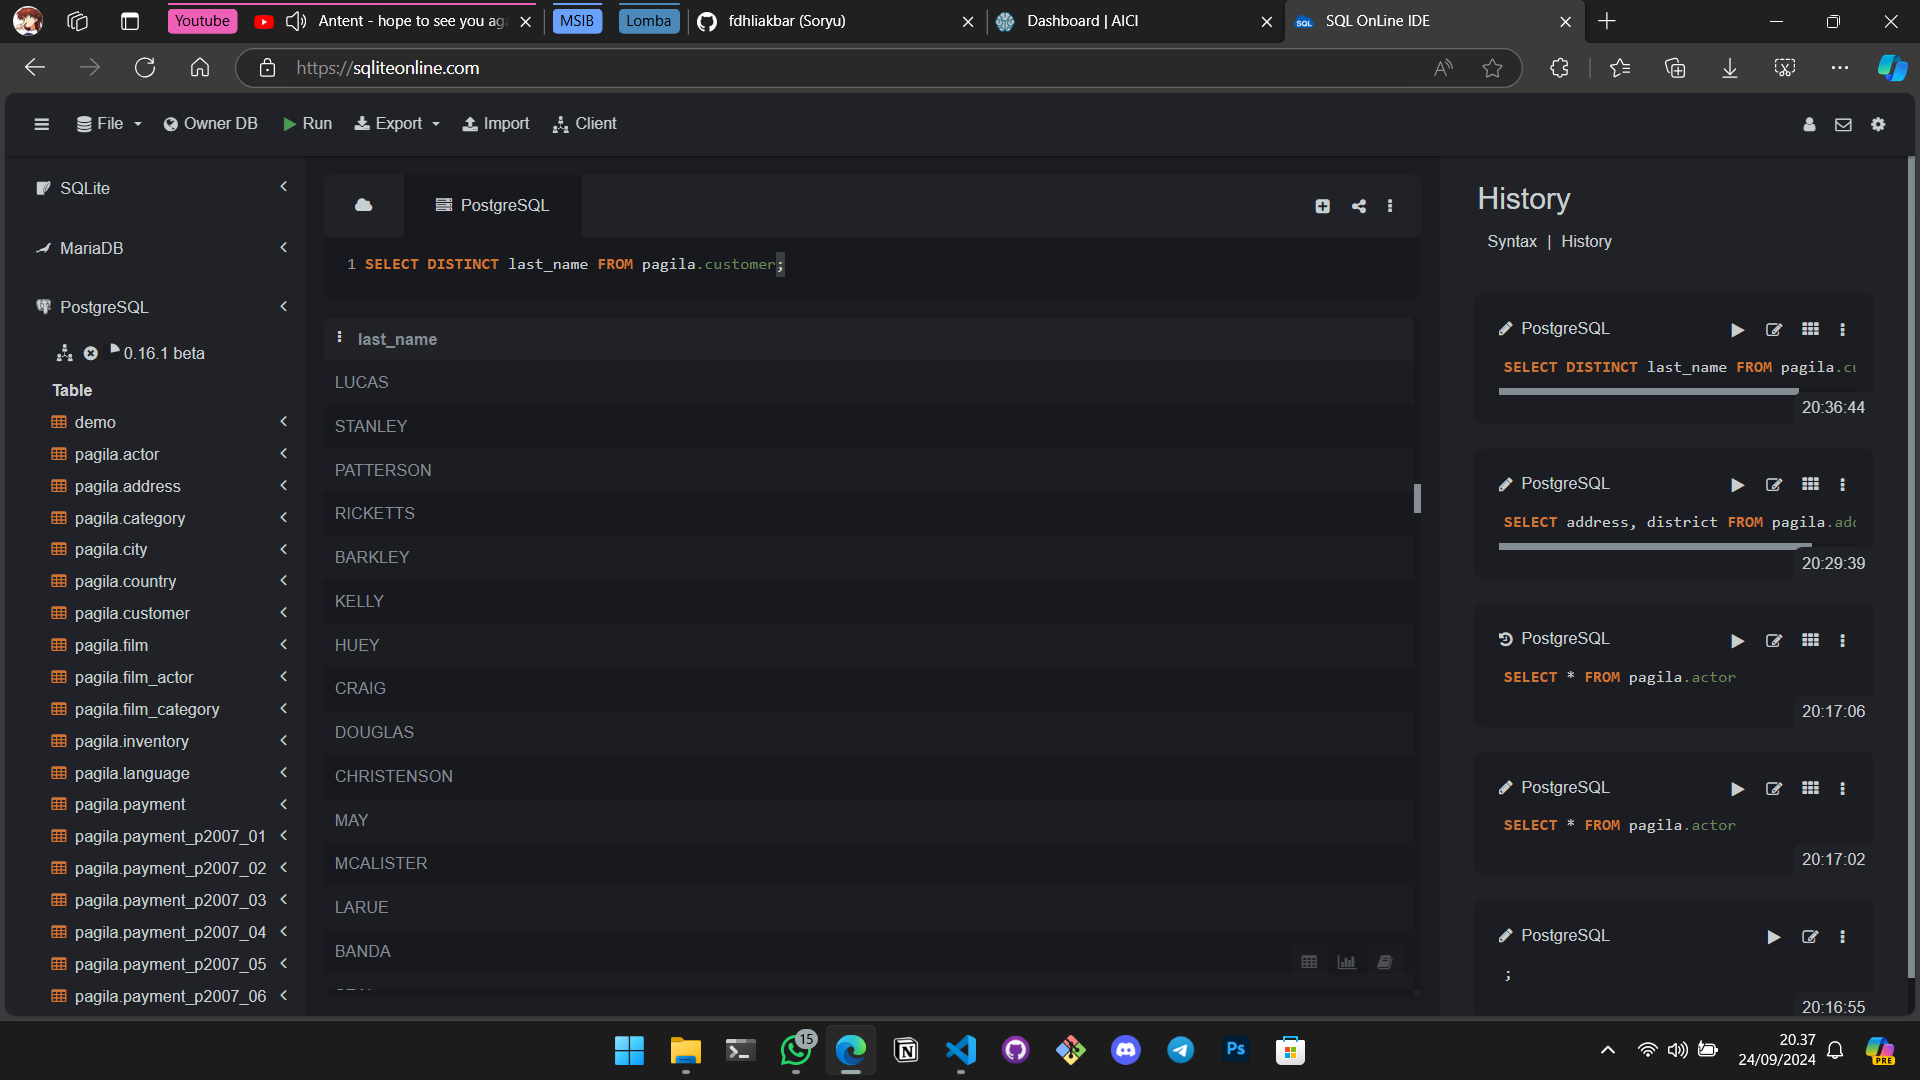 Youtube
Antent - hope to see you aga
MSIB
Lomba
fdhliakbar (Soryu)
Dashboard | AICI
SQL
SQL OnLine IDE
https://sqliteonline.com
File
Owner DB
Run
Export
Import
Client
SQLite
MariaDB
PostgreSQL
0.16.1 beta
Table
demo
pagila.actor
pagila.address
pagila.category
pagila.city
pagila.country
pagila.customer
pagila.film
pagila.film_actor
pagila.film_category
pagila.inventory
pagila.language
pagila.payment
pagila.payment_p2007_01
pagila.payment_p2007_02
pagila.payment_p2007_03
pagila.payment_p2007_04
pagila.payment_p2007_05
pagila.payment_p2007_06
PostgreSQL
1 SELECT DISTINCT last_name FROM pagila.customer;
last_name
LUCAS
STANLEY
PATTERSON
RICKETTS
BARKLEY
KELLY
HUEY
CRAIG
DOUGLAS
CHRISTENSON
MAY
MCALISTER
LARUE
BANDA
History
Syntax | History
PostgreSQL
SELECT DISTINCT last_name FROM pagila.cu
20:36:44
PostgreSQL
SELECT address, district FROM pagila.add
20:29:39
PostgreSQL
SELECT * FROM pagila.actor
20:17:06
PostgreSQL
SELECT * FROM pagila.actor
20:17:02
PostgreSQL
;
20:16:55
15
Ps
20.37
24/09/2024
PRE